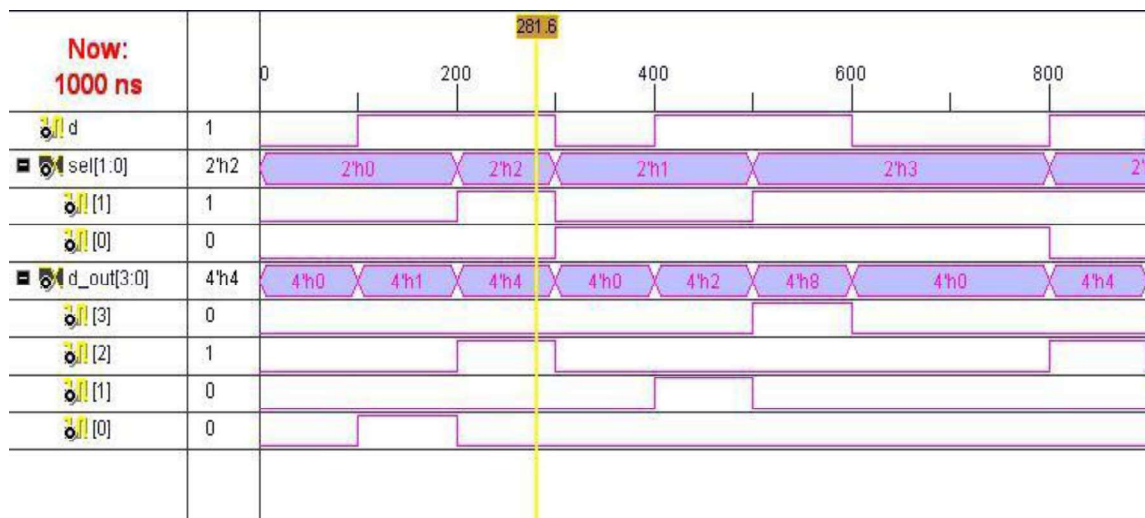 281.6
Now:
1000 ns
0 200 400 600 800
d 1
sel[1:0] 2'h2 2'h0 2'h2 2'h1 2'h3 2'
[1] 1
[0] 0
d_out[3:0] 4'h4 4'h0 4'h1 4'h4 4'h0 4'h2 4'h8 4'h0 4'h4
[3] 0
[2] 1
[1] 0
[0] 0